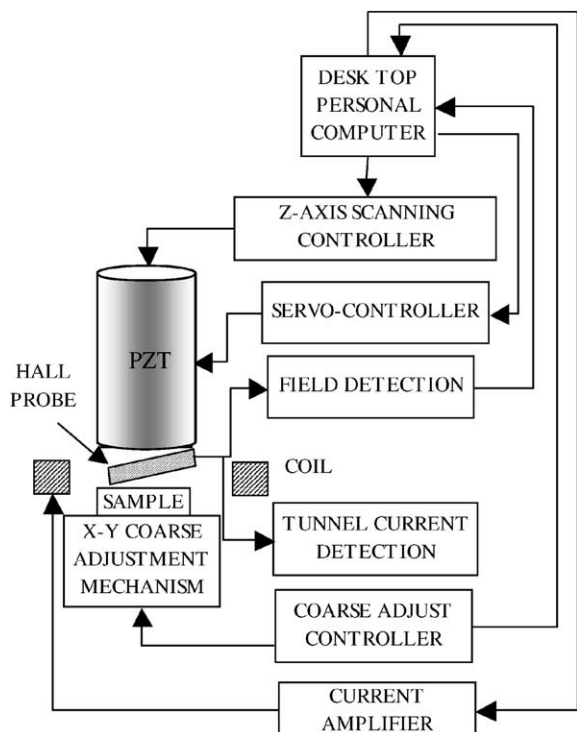 DESK TOP
PERSONAL
COMPUTER
Z-AXIS SCANNING
CONTROLLER
SERVO-CONTROLLER
PZT
HALL
PROBE
FIELD DETECTION
COIL
SAMPLE
X-Y COARSE
ADJUSTMENT
MECHANISM
TUNNEL CURRENT
DETECTION
COARSE ADJUST
CONTROLLER
CURRENT
AMPLIFIER